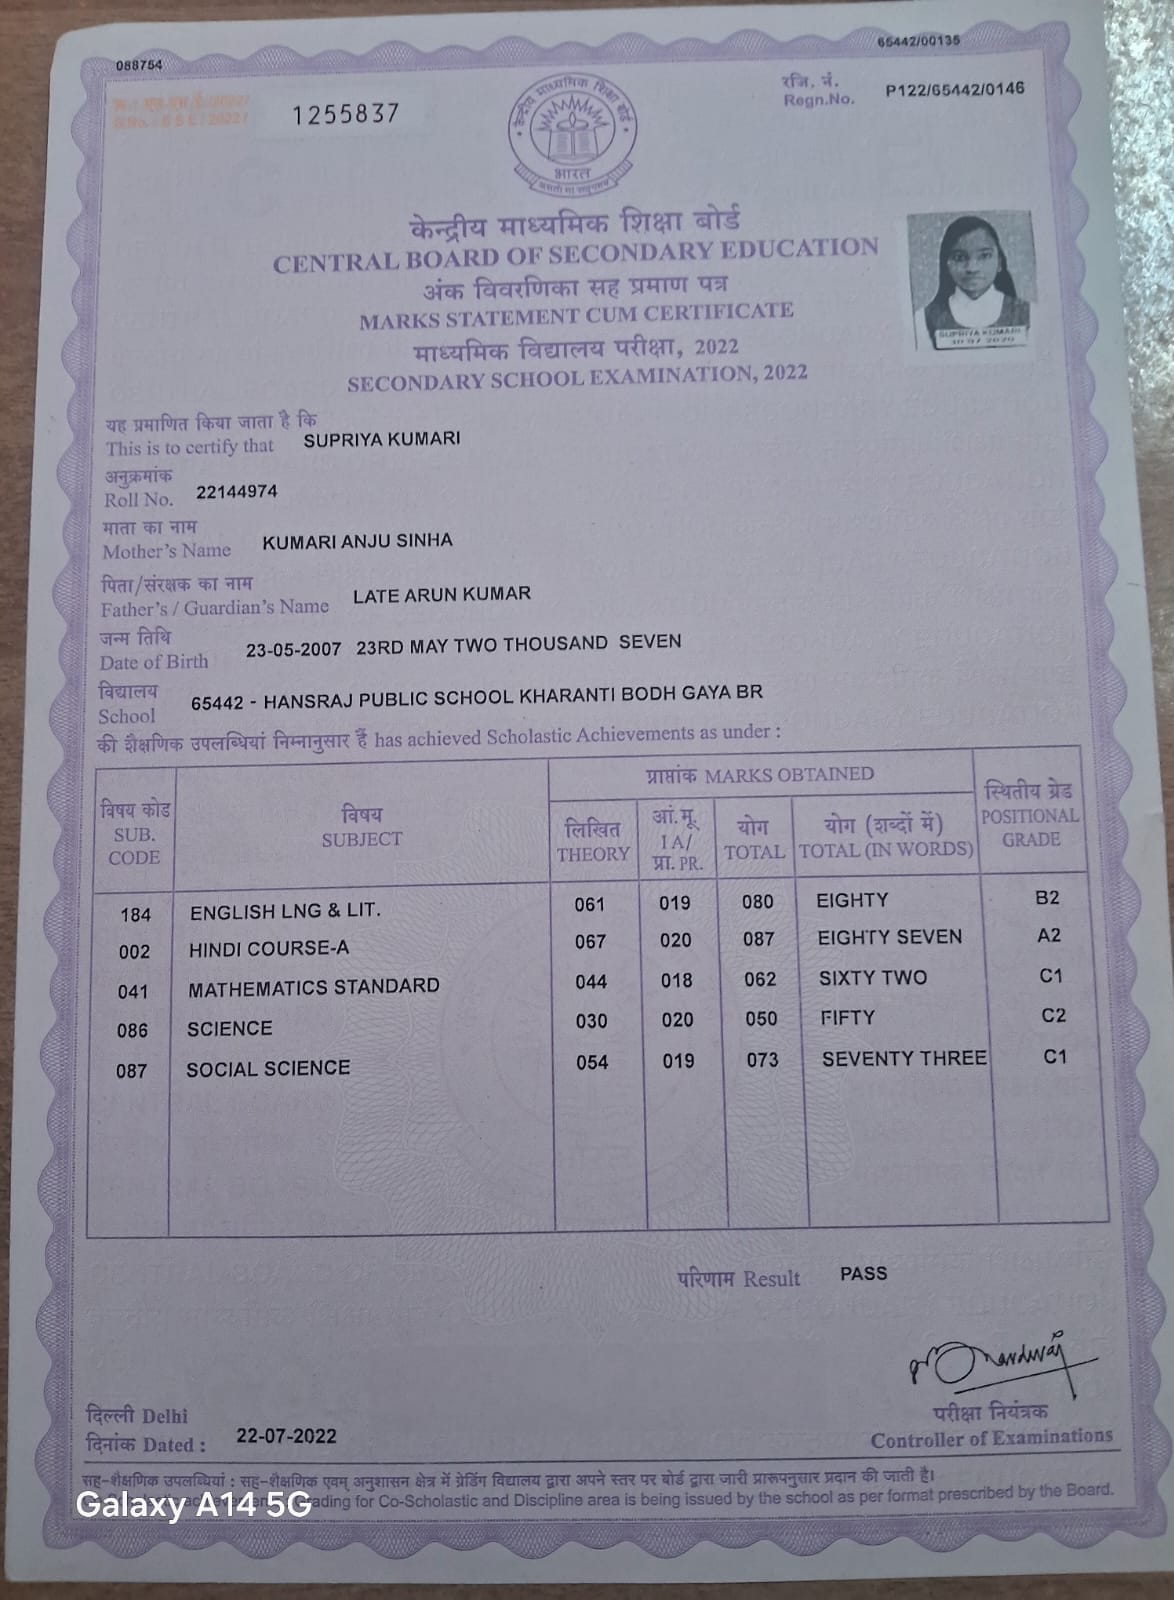 088754
65442/00135
1255837
रजि. नं.
Regn.No. P122/65442/0146
केन्द्रीय माध्यमिक शिक्षा बोर्ड
भारत
असतो मा सद्गमय
केन्द्रीय माध्यमिक शिक्षा बोर्ड
CENTRAL BOARD OF SECONDARY EDUCATION
अंक विवरणिका सह प्रमाण पत्र
MARKS STATEMENT CUM CERTIFICATE
माध्यमिक विद्यालय परीक्षा, 2022
SECONDARY SCHOOL EXAMINATION, 2022
SUPRIYA KUMARI
यह प्रमाणित किया जाता है कि
This is to certify that SUPRIYA KUMARI
अनुक्रमांक
Roll No. 22144974
माता का नाम
Mother's Name KUMARI ANJU SINHA
पिता/संरक्षक का नाम
Father's / Guardian's Name LATE ARUN KUMAR
जन्म तिथि
Date of Birth 23-05-2007 23RD MAY TWO THOUSAND SEVEN
विद्यालय
School 65442 - HANSRAJ PUBLIC SCHOOL KHARANTI BODH GAYA BR
की शैक्षणिक उपलब्धियां निम्नानुसार हैं has achieved Scholastic Achievements as under :
विषय कोड
SUB.
CODE
विषय
SUBJECT
प्राप्तांक MARKS OBTAINED
लिखित
THEORY
आं.मू.
IA/
प्रा. PR.
योग
TOTAL
योग (शब्दों में)
TOTAL (IN WORDS)
स्थितीय ग्रेड
POSITIONAL
GRADE
184 ENGLISH LNG & LIT. 061 019 080 EIGHTY B2
002 HINDI COURSE-A 067 020 087 EIGHTY SEVEN A2
041 MATHEMATICS STANDARD 044 018 062 SIXTY TWO C1
086 SCIENCE 030 020 050 FIFTY C2
087 SOCIAL SCIENCE 054 019 073 SEVENTY THREE C1
परिणाम Result PASS
दिल्ली Delhi
दिनांक Dated : 22-07-2022
परीक्षा नियंत्रक
Controller of Examinations
सह-शैक्षणिक उपलब्धियां : सह-शैक्षणिक एवम् अनुशासन क्षेत्र में ग्रेडिंग विद्यालय द्वारा अपने स्तर पर बोर्ड द्वारा जारी प्रारूपनुसार प्रदान की जाती है।
Grading for Co-Scholastic and Discipline area is being issued by the school as per format prescribed by the Board.
Galaxy A14 5G